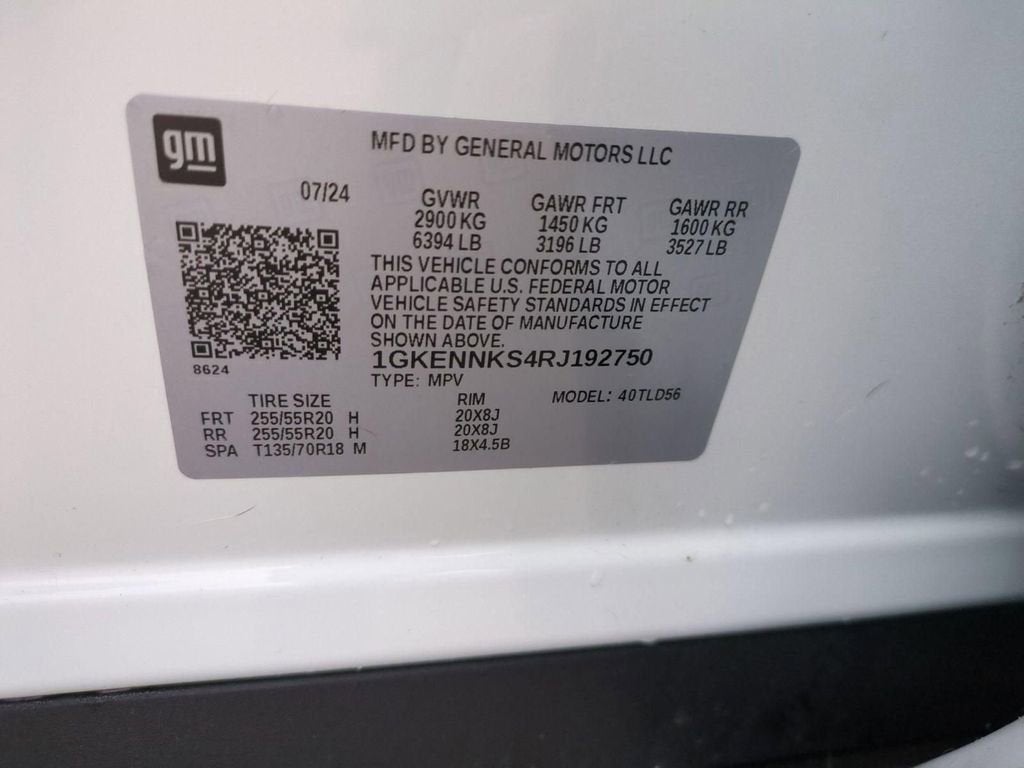 gm
MFD BY GENERAL MOTORS LLC
07/24
GVWR GAWR FRT GAWR RR
2900 KG 1450 KG 1600 KG
6394 LB 3196 LB 3527 LB
THIS VEHICLE CONFORMS TO ALL
APPLICABLE U.S. FEDERAL MOTOR
VEHICLE SAFETY STANDARDS IN EFFECT
ON THE DATE OF MANUFACTURE
SHOWN ABOVE.
8624
1GKENNKS4RJ192750
TYPE: MPV
TIRE SIZE RIM MODEL: 40TLD56
FRT 255/55R20 H 20X8J
RR 255/55R20 H 20X8J
SPA T135/70R18 M 18X4.5B